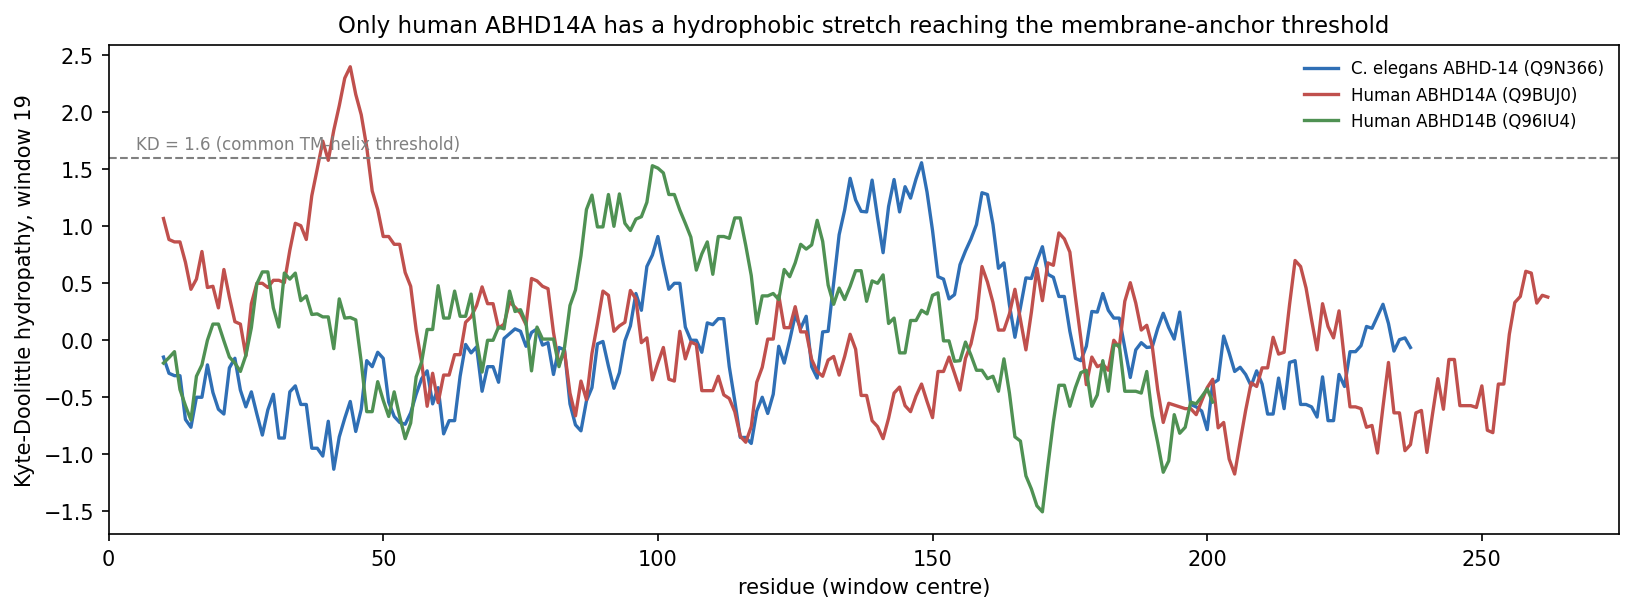 Only human ABHD14A has a hydrophobic stretch reaching the membrane-anchor threshold
Kyte-Doolittle hydropathy, window 19
2.5
2.0
1.5
1.0
0.5
0.0
−0.5
−1.0
−1.5
KD = 1.6 (common TM-helix threshold)
C. elegans ABHD-14 (Q9N366)
Human ABHD14A (Q9BUJ0)
Human ABHD14B (Q96IU4)
0 50 100 150 200 250
residue (window centre)